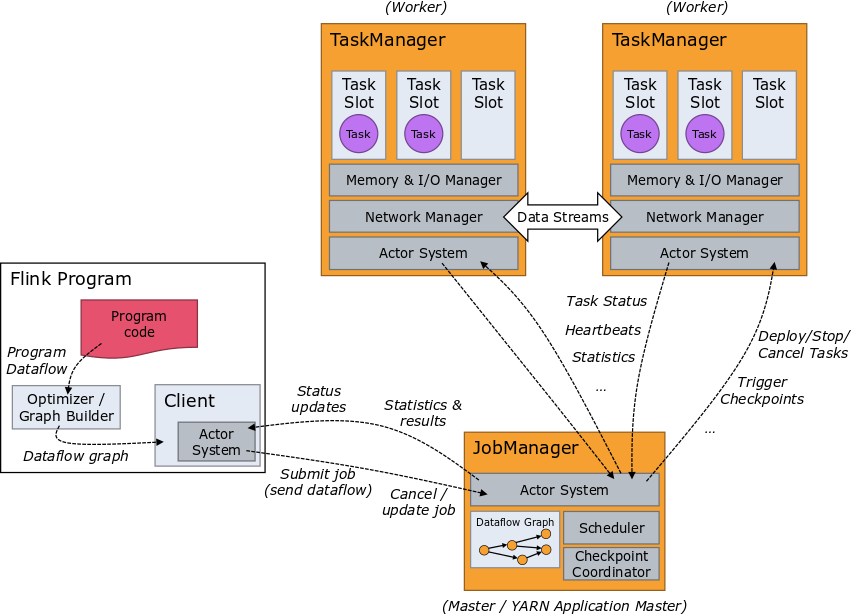 (Worker)
(Worker)
TaskManager
Task
Slot
Task
Task
Slot
Task
Task
Slot
Memory & I/O Manager
Network Manager
Actor System
TaskManager
Task
Slot
Task
Task
Slot
Task
Task
Slot
Memory & I/O Manager
Network Manager
Actor System
Data Streams
Flink Program
Program
code
Program
Dataflow
Optimizer /
Graph Builder
Dataflow graph
Client
Actor
System
Status
updates
Statistics &
results
Submit job
(send dataflow)
Cancel /
update job
Task Status
Heartbeats
Statistics
...
Deploy/Stop/
Cancel Tasks
Trigger
Checkpoints
...
JobManager
Actor System
Dataflow Graph
Scheduler
Checkpoint
Coordinator
(Master / YARN Application Master)